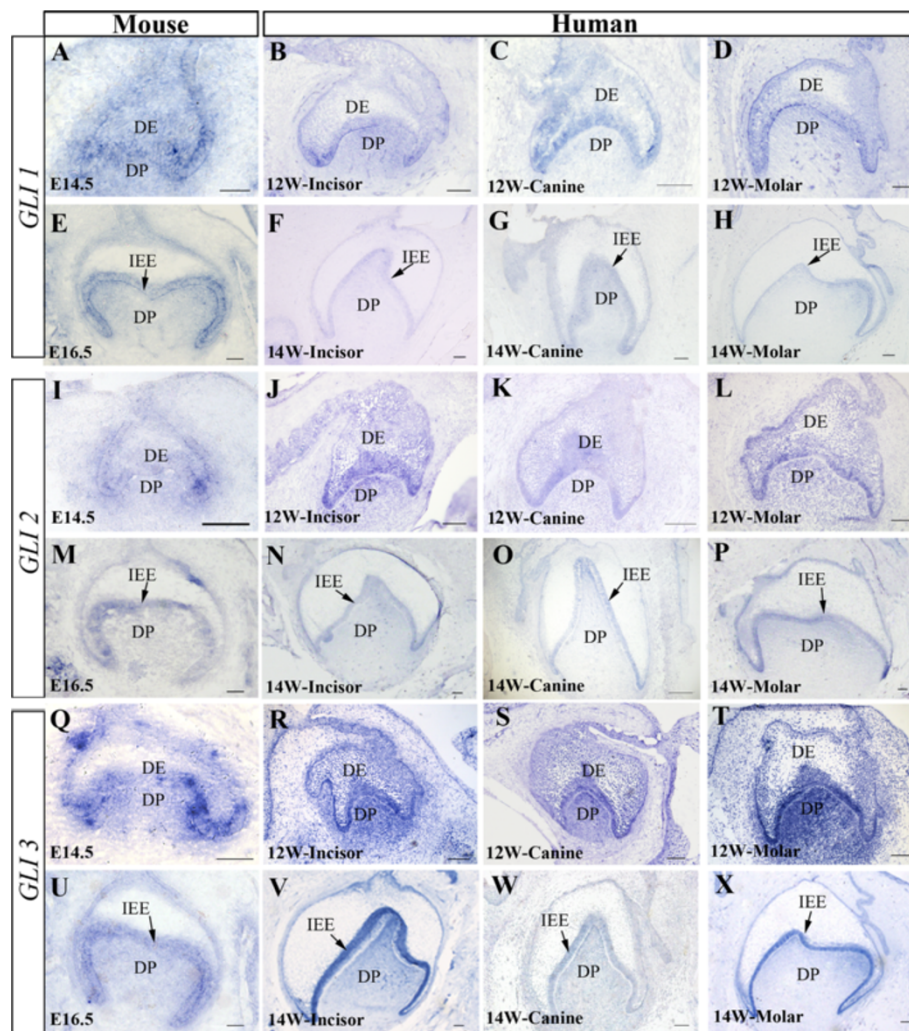 Mouse Human
GLI 1
A B C D
DE DE DE DE
DP DP DP DP
E14.5 12W-Incisor 12W-Canine 12W-Molar
E F G H
IEE IEE IEE IEE
DP DP DP DP
E16.5 14W-Incisor 14W-Canine 14W-Molar
GLI 2
I J K L
DE DE DE DE
DP DP DP DP
E14.5 12W-Incisor 12W-Canine 12W-Molar
M N O P
IEE IEE IEE IEE
DP DP DP DP
E16.5 14W-Incisor 14W-Canine 14W-Molar
GLI 3
Q R S T
DE DE DE DE
DP DP DP DP
E14.5 12W-Incisor 12W-Canine 12W-Molar
U V W X
IEE IEE IEE IEE
DP DP DP DP
E16.5 14W-Incisor 14W-Canine 14W-Molar